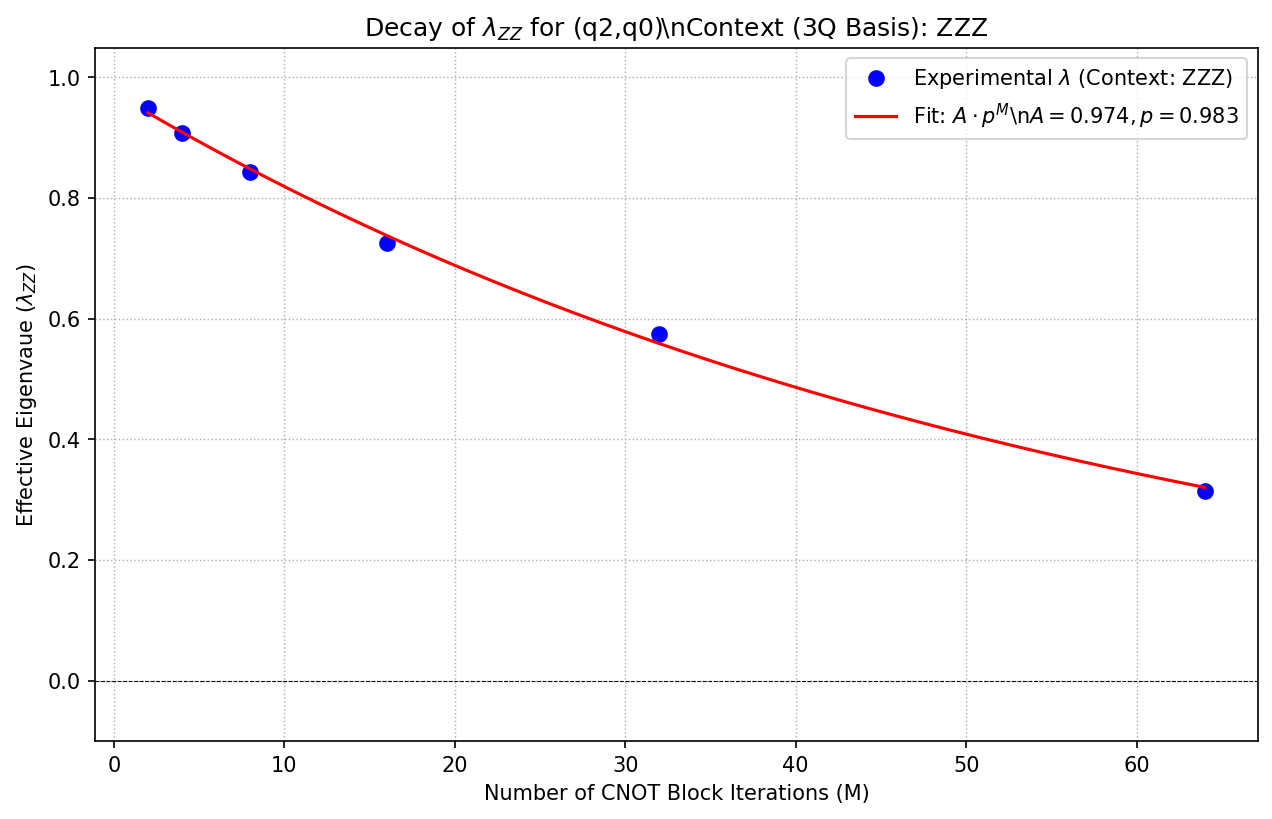 Decay of λ_ZZ for (q2,q0)\nContext (3Q Basis): ZZZ
Experimental λ (Context: ZZZ)
Fit: A · p^M\nA = 0.974, p = 0.983
Effective Eigenvaue (λ_ZZ)
1.0
0.8
0.6
0.4
0.2
0.0
0 10 20 30 40 50 60
Number of CNOT Block Iterations (M)